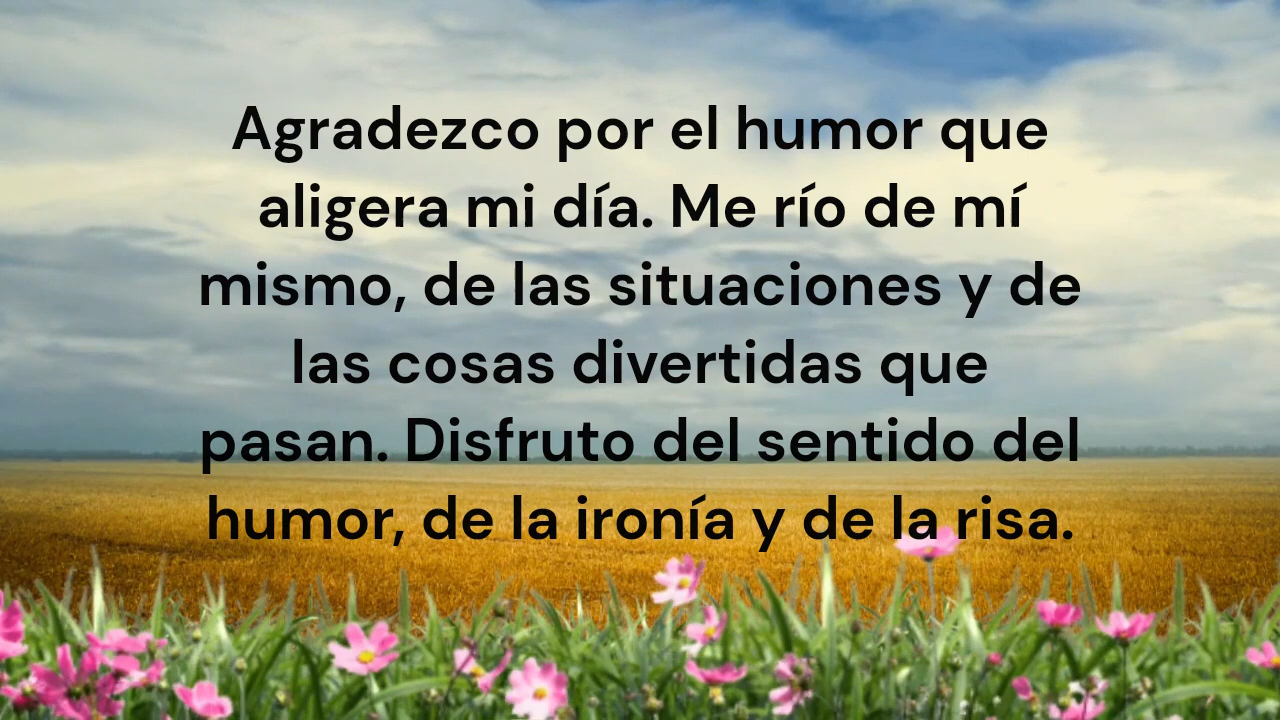 Agradezco por el humor que
aligera mi día. Me río de mí
mismo, de las situaciones y de
las cosas divertidas que
pasan. Disfruto del sentido del
humor, de la ironía y de la risa.